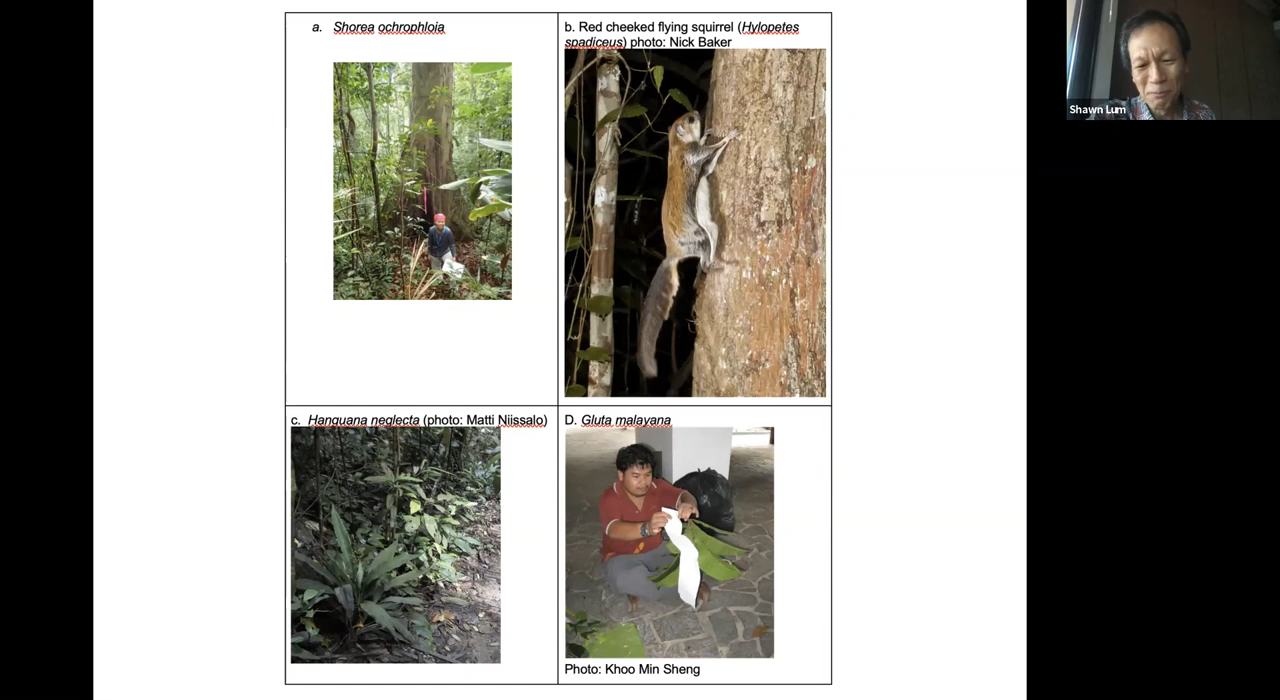 a. Shorea ochrophloia
b. Red cheeked flying squirrel (Hylopetes
spadiceus) photo: Nick Baker
c. Hanguana neglecta (photo: Matti Niissalo)
D. Gluta malayana
Photo: Khoo Min Sheng
Shawn Lum